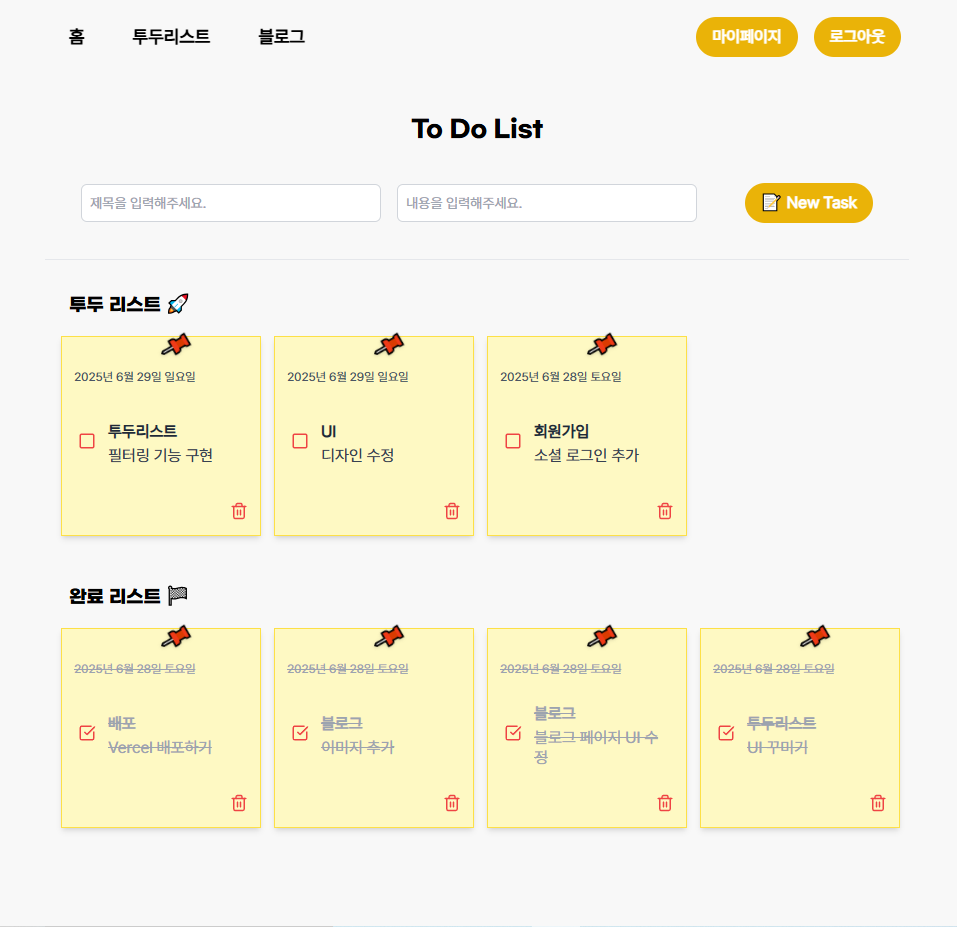 홈 투두리스트 블로그 마이페이지 로그아웃
To Do List
제목을 입력해주세요. 내용을 입력해주세요. 📝 New Task
투두 리스트 🚀
2025년 6월 29일 일요일
투두리스트
필터링 기능 구현
2025년 6월 29일 일요일
UI
디자인 수정
2025년 6월 28일 토요일
회원가입
소셜 로그인 추가
완료 리스트 🏁
2025년 6월 28일 토요일
배포
Vercel 배포하기
2025년 6월 28일 토요일
블로그
이미지 추가
2025년 6월 28일 토요일
블로그
블로그 페이지 UI 수
정
2025년 6월 28일 토요일
투두리스트
UI 꾸미기